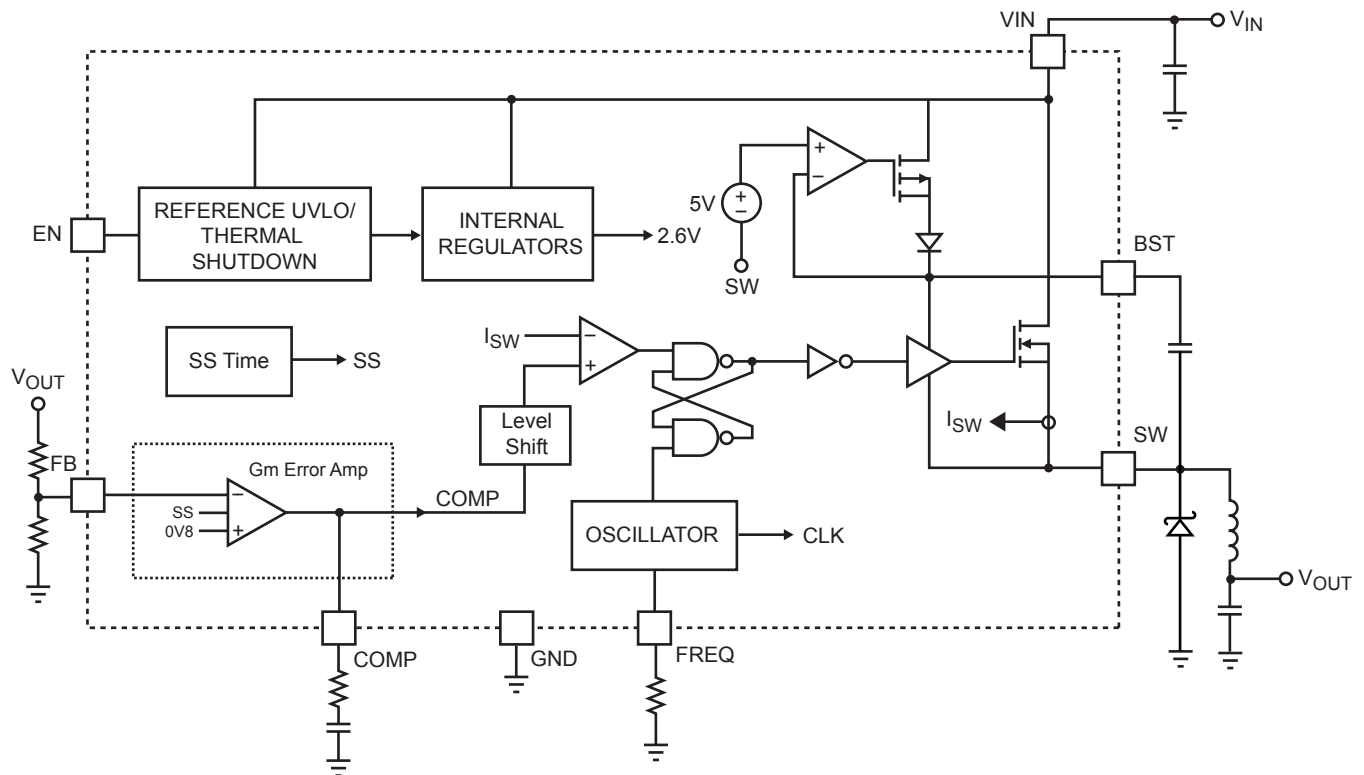 VIN
V_IN
EN
REFERENCE UVLO/
THERMAL
SHUTDOWN
INTERNAL
REGULATORS
2.6V
5V
+
−
SW
+
−
BST
SS Time
SS
I_SW
−
+
Level
Shift
I_SW
SW
V_OUT
FB
Gm Error Amp
−
SS
0V8
+
COMP
OSCILLATOR
CLK
V_OUT
COMP
GND
FREQ